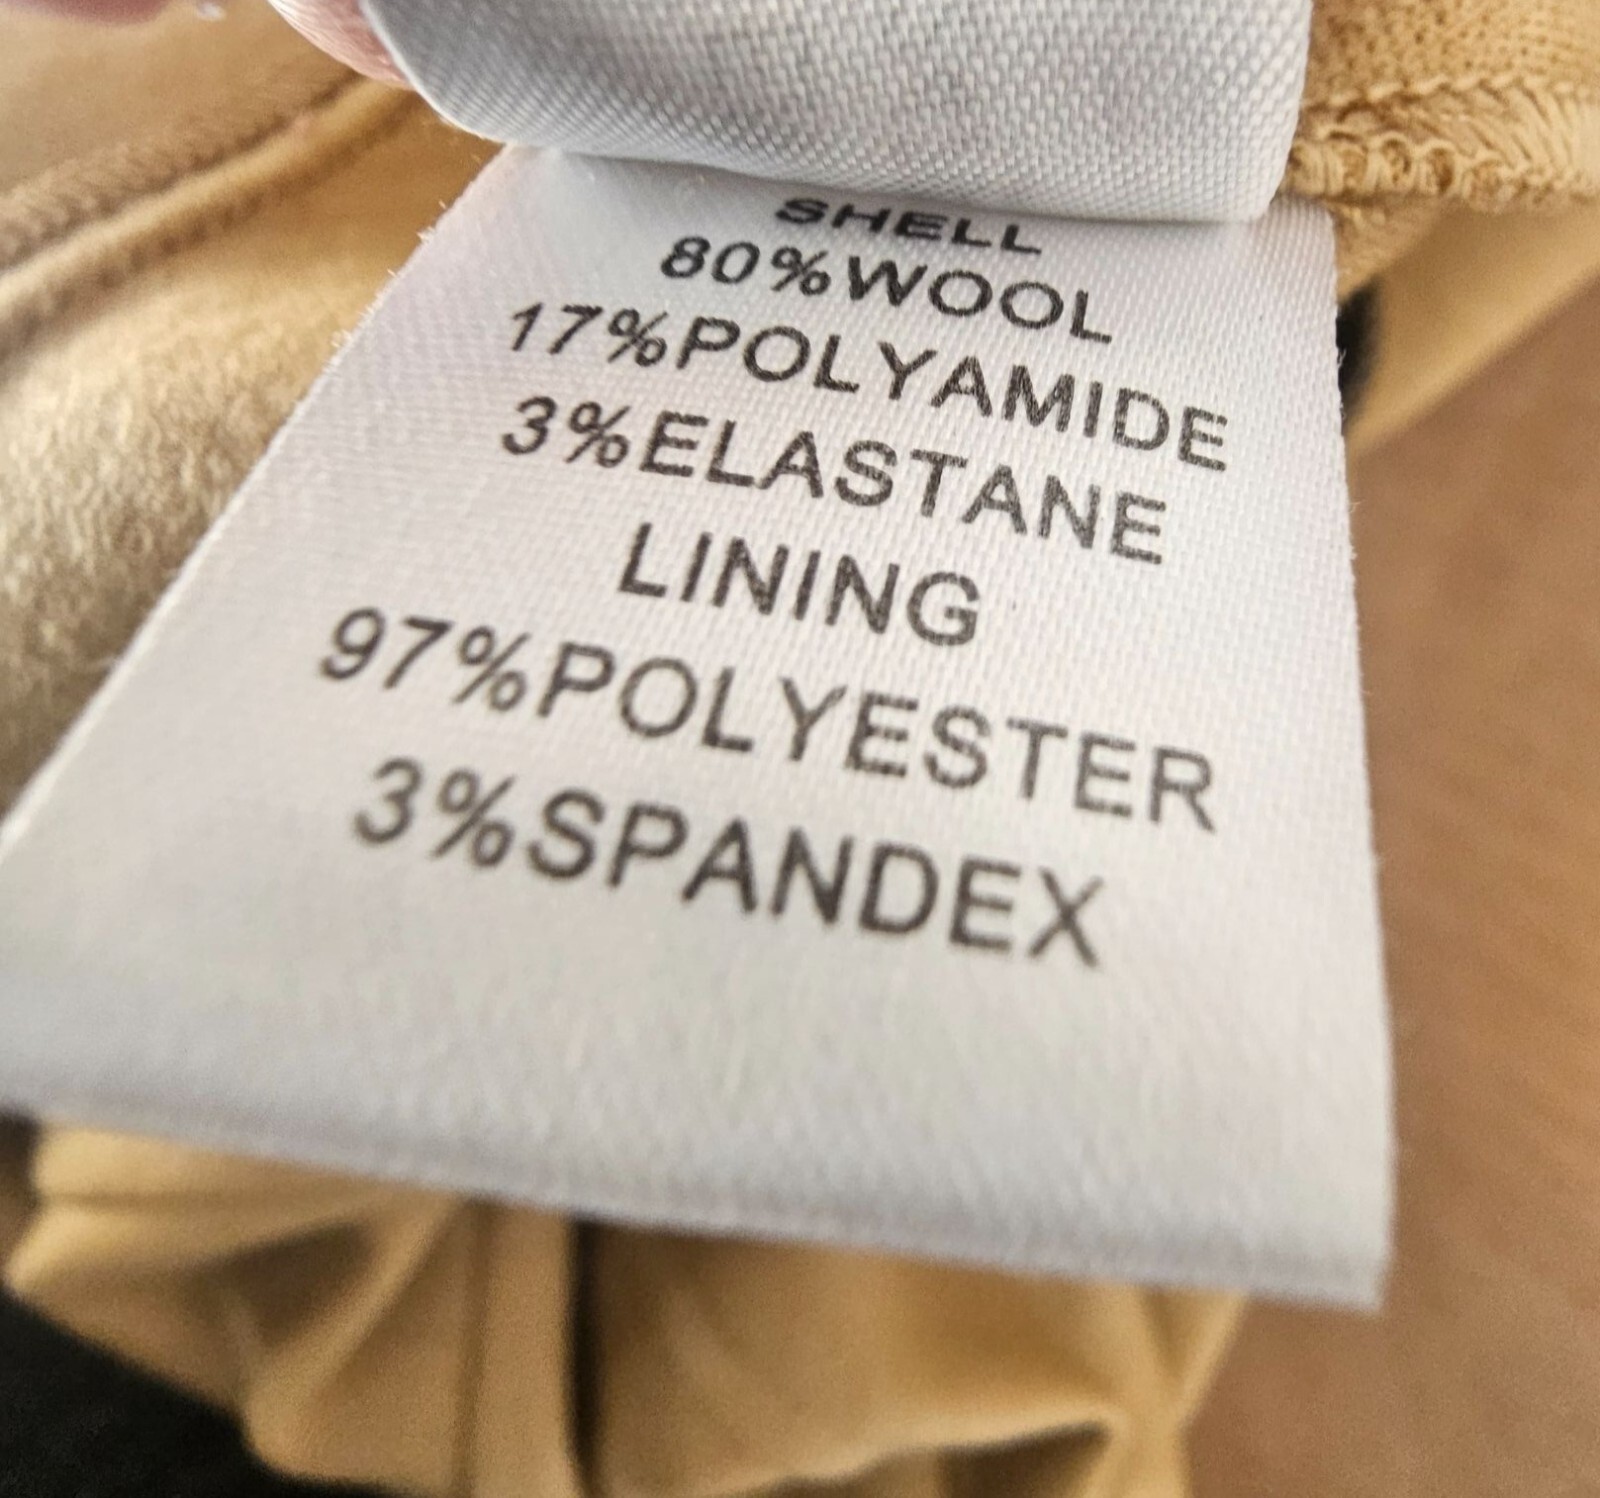 SHELL
80%WOOL
17%POLYAMIDE
3%ELASTANE
LINING
97%POLYESTER
3%SPANDEX